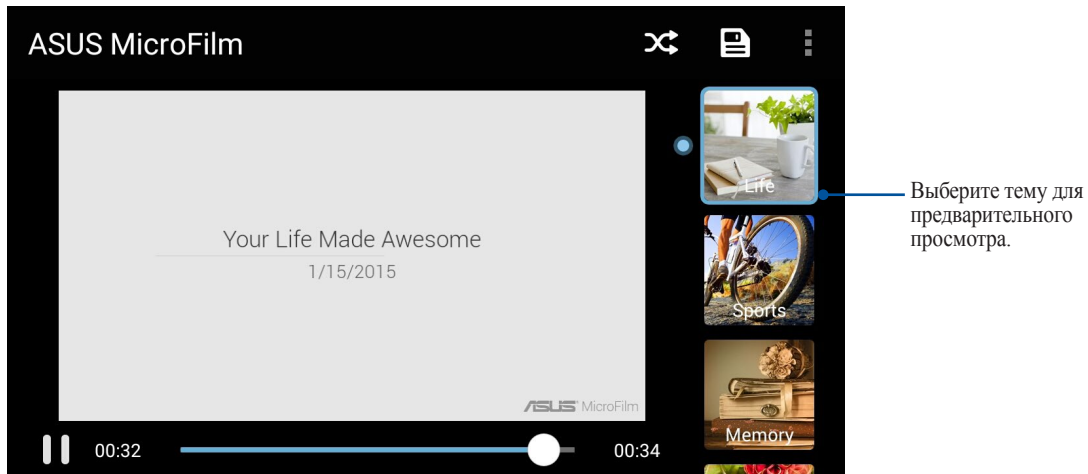 ASUS MicroFilm
Life
Выберите тему для
предварительного
просмотра.
Your Life Made Awesome
1/15/2015
Sports
ASUS MicroFilm
Memory
00:32
00:34